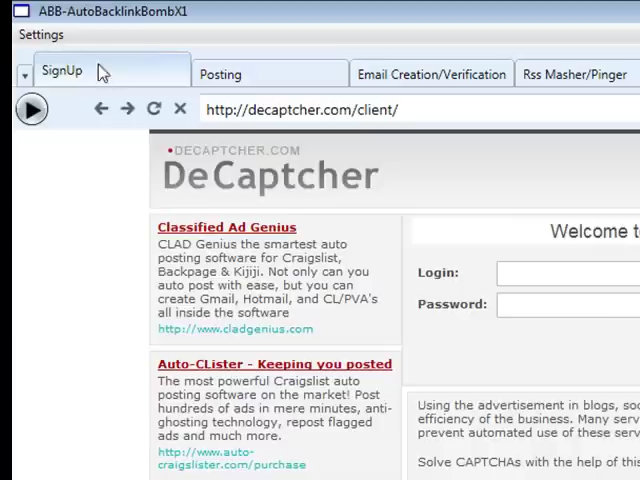 ABB-AutoBacklinkBombX1
Settings
SignUp
Posting
Email Creation/Verification
Rss Masher/Pinger
http://decaptcher.com/client/
DECAPTCHER.COM
DeCaptcher
Classified Ad Genius
CLAD Genius the smartest auto
posting software for Craigslist,
Backpage & Kijiji. Not only can you
auto post with ease, but you can
create Gmail, Hotmail, and CL/PVA's
all inside the software
http://www.cladgenius.com
Auto-CLister - Keeping you posted
The most powerful Craigslist auto
posting software on the market! Post
hundreds of ads in mere minutes, anti-
ghosting technology, repost flagged
ads and much more.
http://www.auto-
craigslister.com/purchase
Welcome to
Login:
Password:
Using the advertisement in blogs, so
efficiency of the business. Many serv
prevent automated use of these serv
Solve CAPTCHAs with the help of this